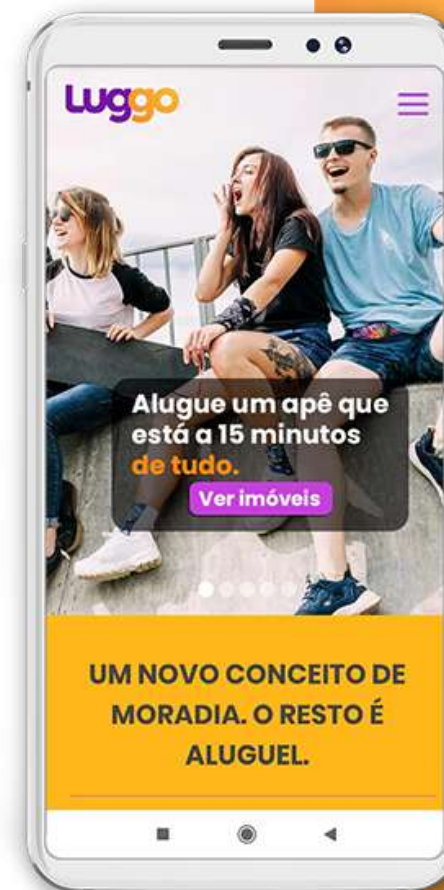 Luggo
Alugue um apê que
está a 15 minutos
de tudo.
Ver imóveis
UM NOVO CONCEITO DE
MORADIA. O RESTO É
ALUGUEL.